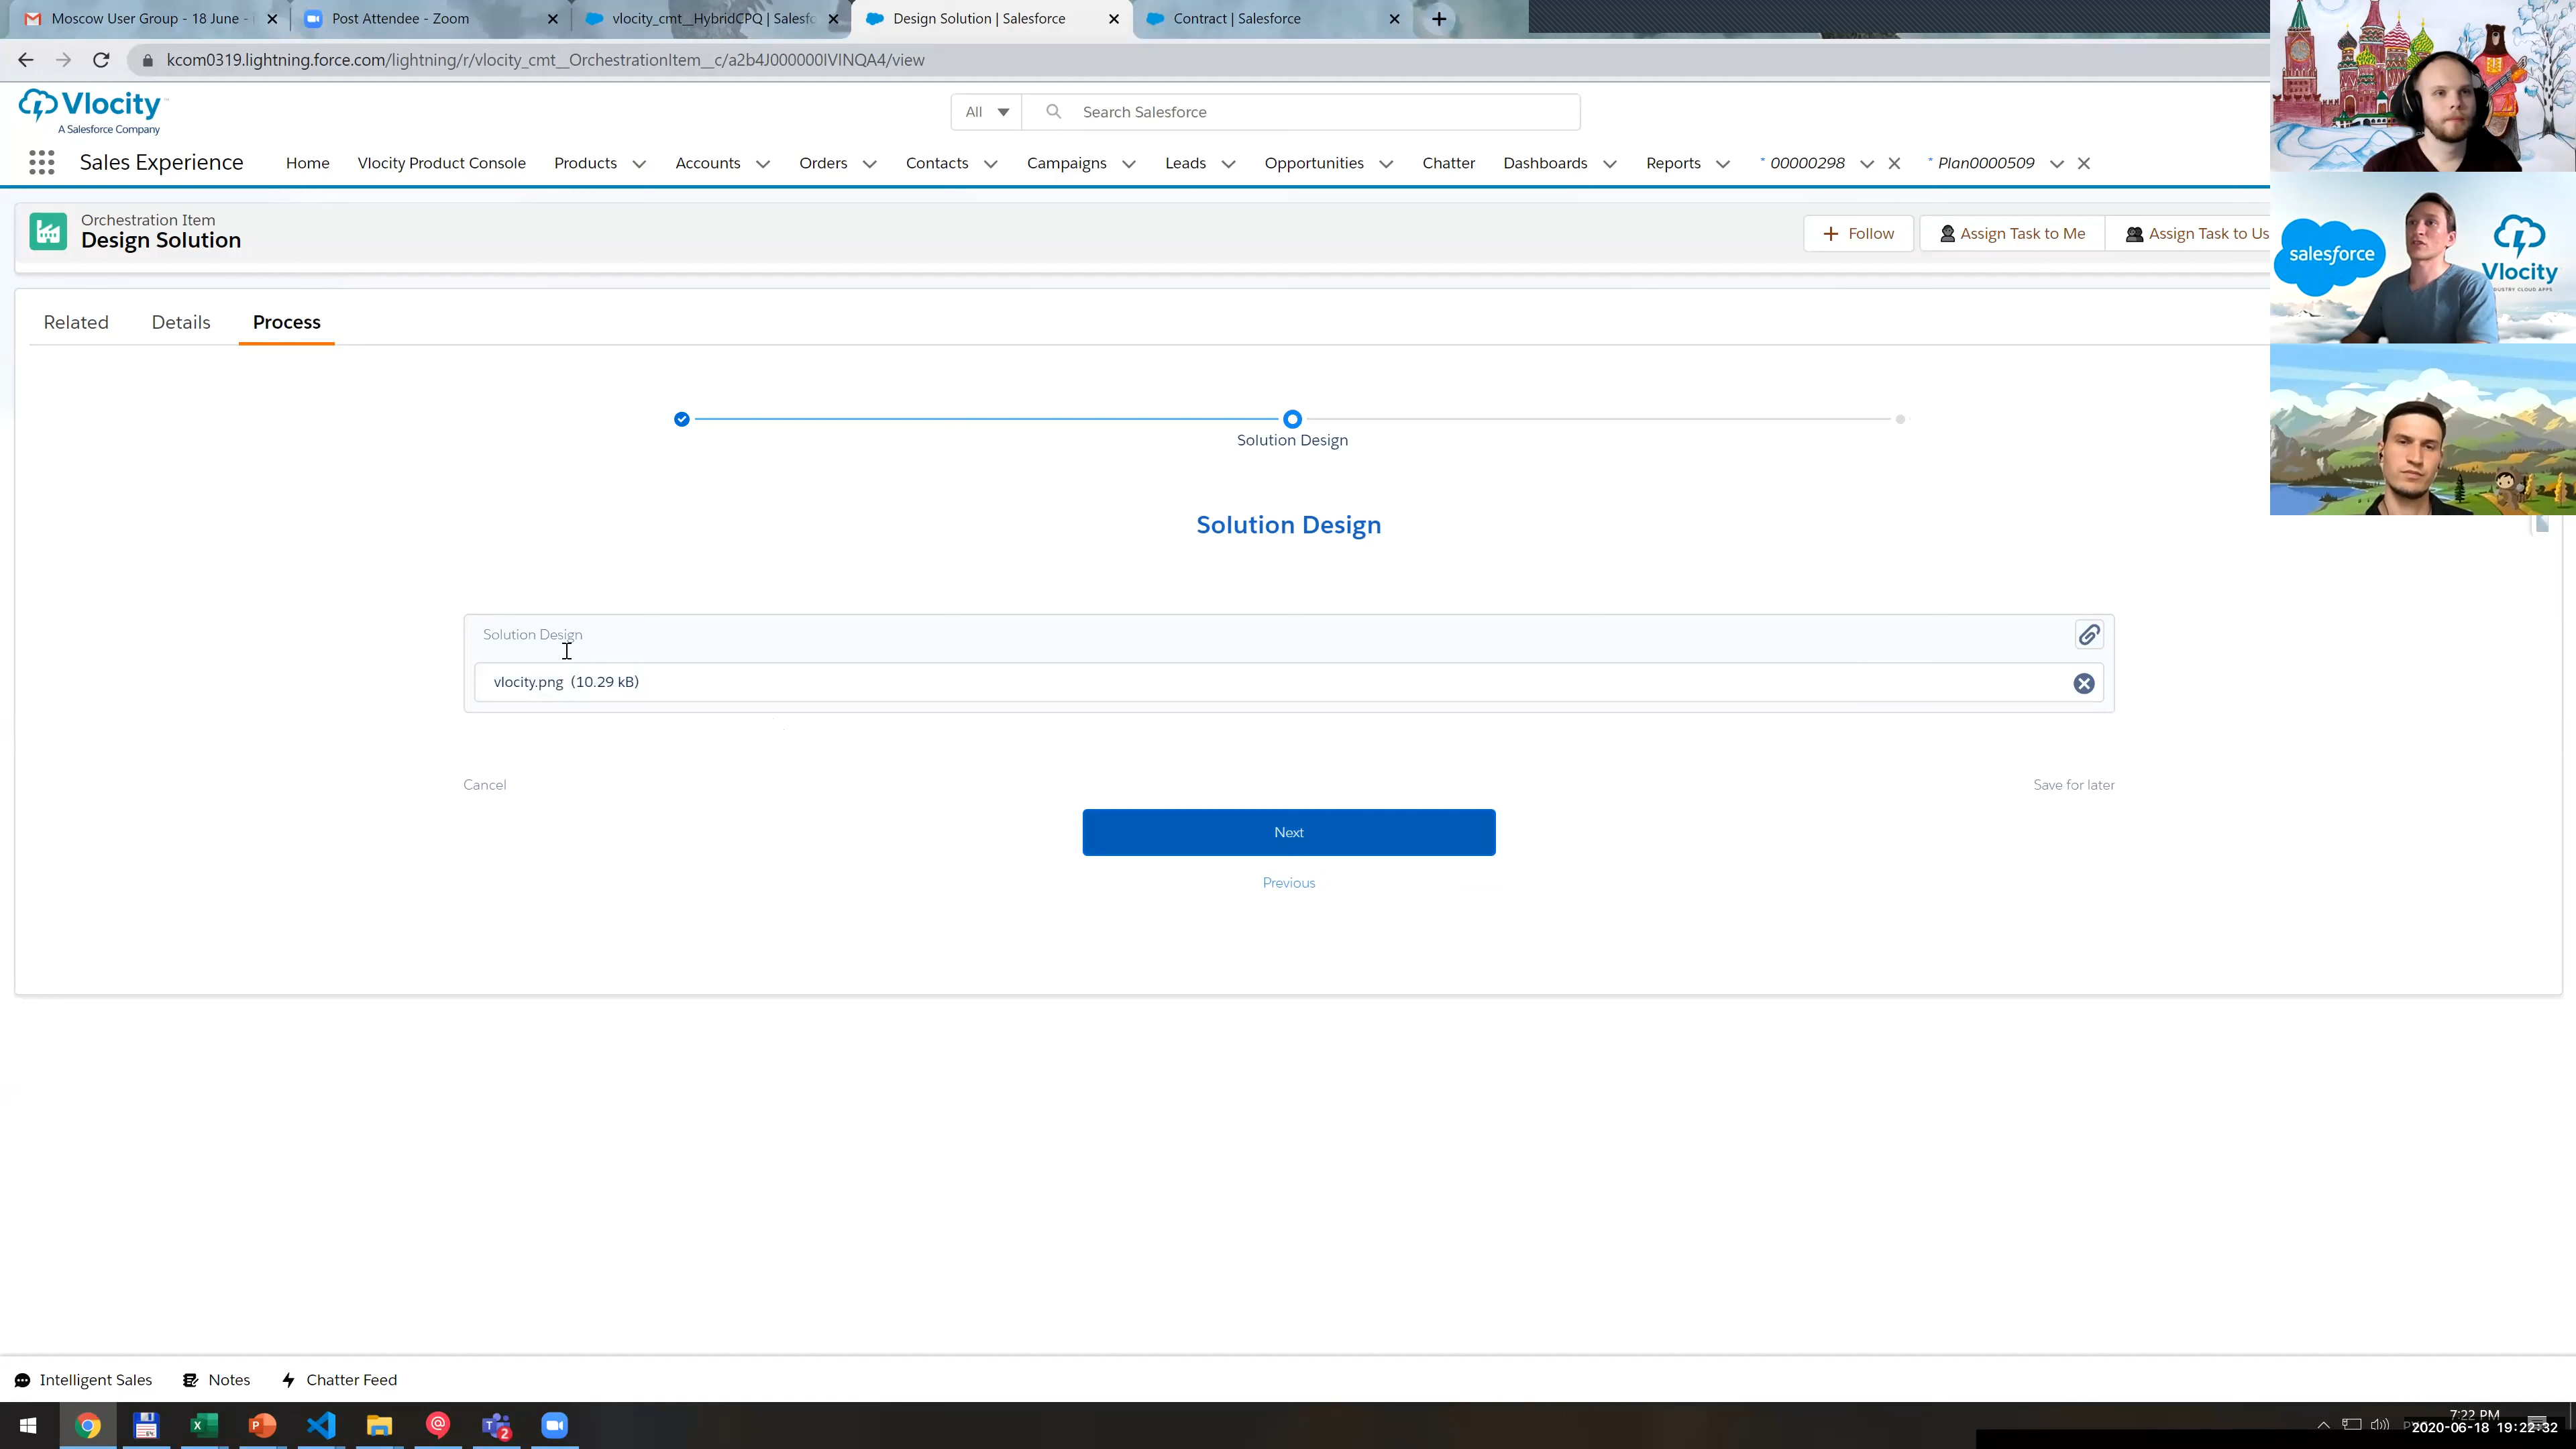 Moscow User Group - 18 June -
Post Attendee - Zoom
vlocity_cmt__HybridCPQ | Salesfo
Design Solution | Salesforce
Contract | Salesforce
kcom0319.lightning.force.com/lightning/r/vlocity_cmt__OrchestrationItem__c/a2b4J000000IVINQA4/view
Vlocity
A Salesforce Company
All
Search Salesforce
Sales Experience
Home
Vlocity Product Console
Products
Accounts
Orders
Contacts
Campaigns
Leads
Opportunities
Chatter
Dashboards
Reports
* 00000298
* Plan0000509
Orchestration Item
Design Solution
Follow
Assign Task to Me
Assign Task to Us
salesforce
Vlocity
Related
Details
Process
Solution Design
Solution Design
Solution Design
vlocity.png (10.29 kB)
Cancel
Save for later
Next
Previous
Intelligent Sales
Notes
Chatter Feed
7:22 PM
2020-06-18 19:22:32